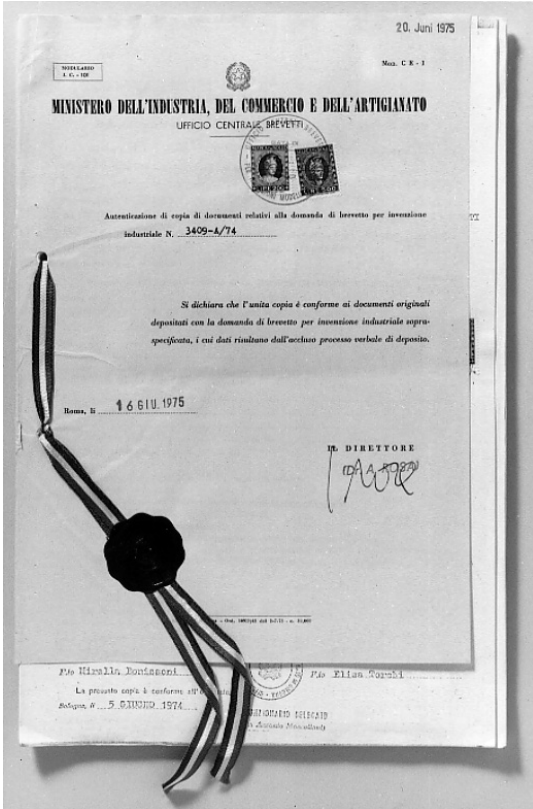 20. Juni 1975
MODULARIO
I. C. - 120
Mod. C R - 1
MINISTERO DELL'INDUSTRIA, DEL COMMERCIO E DELL'ARTIGIANATO
UFFICIO CENTRALE BREVETTI
Autenticazione di copia di documenti relativi alla domanda di brevetto per invenzione
industriale N. 3409-A/74
Si dichiara che l'unita copia é conforme ai documenti originali
depositati con la domanda di brevetto per invenzione industriale sopra-
specificata, i cui dati risultano dall'accluso processo verbale di deposito.
Roma, lì 16 GIU. 1975
IL DIRETTORE
F.to Mirella Bonissoni F.to Elisa Torchi
La presente copia è conforme all'
Bologna, lì 5 GIUGNO 1974